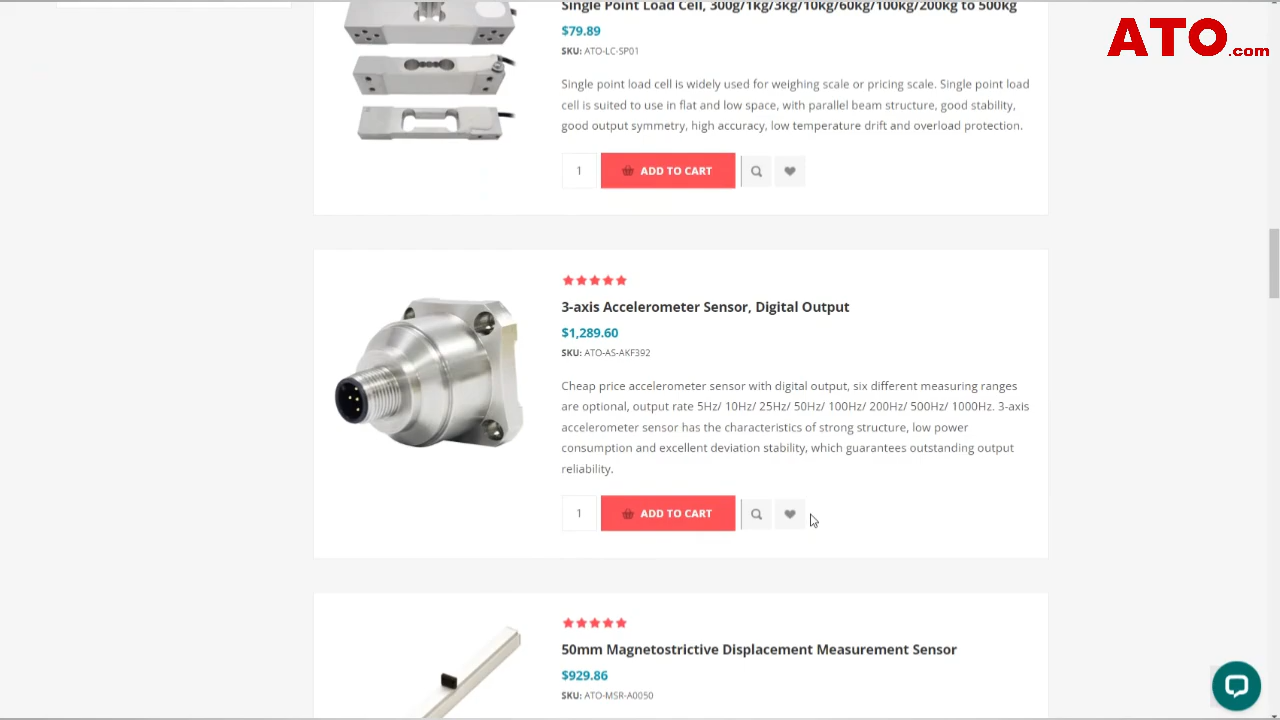 Single Point Load Cell, 300g/1kg/3kg/10kg/60kg/100kg/200kg to 500kg
$79.89
SKU: ATO-LC-SP01
Single point load cell is widely used for weighing scale or pricing scale. Single point load
cell is suited to use in flat and low space, with parallel beam structure, good stability,
good output symmetry, high accuracy, low temperature drift and overload protection.
1 ADD TO CART
ATO.com
3-axis Accelerometer Sensor, Digital Output
$1,289.60
SKU: ATO-AS-AKF392
Cheap price accelerometer sensor with digital output, six different measuring ranges
are optional, output rate 5Hz/ 10Hz/ 25Hz/ 50Hz/ 100Hz/ 200Hz/ 500Hz/ 1000Hz. 3-axis
accelerometer sensor has the characteristics of strong structure, low power
consumption and excellent deviation stability, which guarantees outstanding output
reliability.
1 ADD TO CART
50mm Magnetostrictive Displacement Measurement Sensor
$929.86
SKU: ATO-MSR-A0050